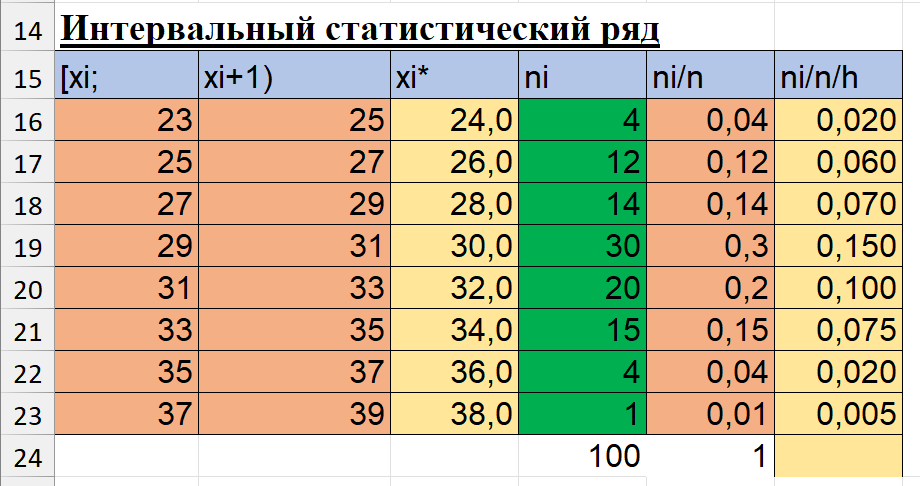 14 Интервальный статистический ряд
15 [xi; xi+1) xi* ni ni/n ni/n/h
16 23 25 24,0 4 0,04 0,020
17 25 27 26,0 12 0,12 0,060
18 27 29 28,0 14 0,14 0,070
19 29 31 30,0 30 0,3 0,150
20 31 33 32,0 20 0,2 0,100
21 33 35 34,0 15 0,15 0,075
22 35 37 36,0 4 0,04 0,020
23 37 39 38,0 1 0,01 0,005
24 100 1